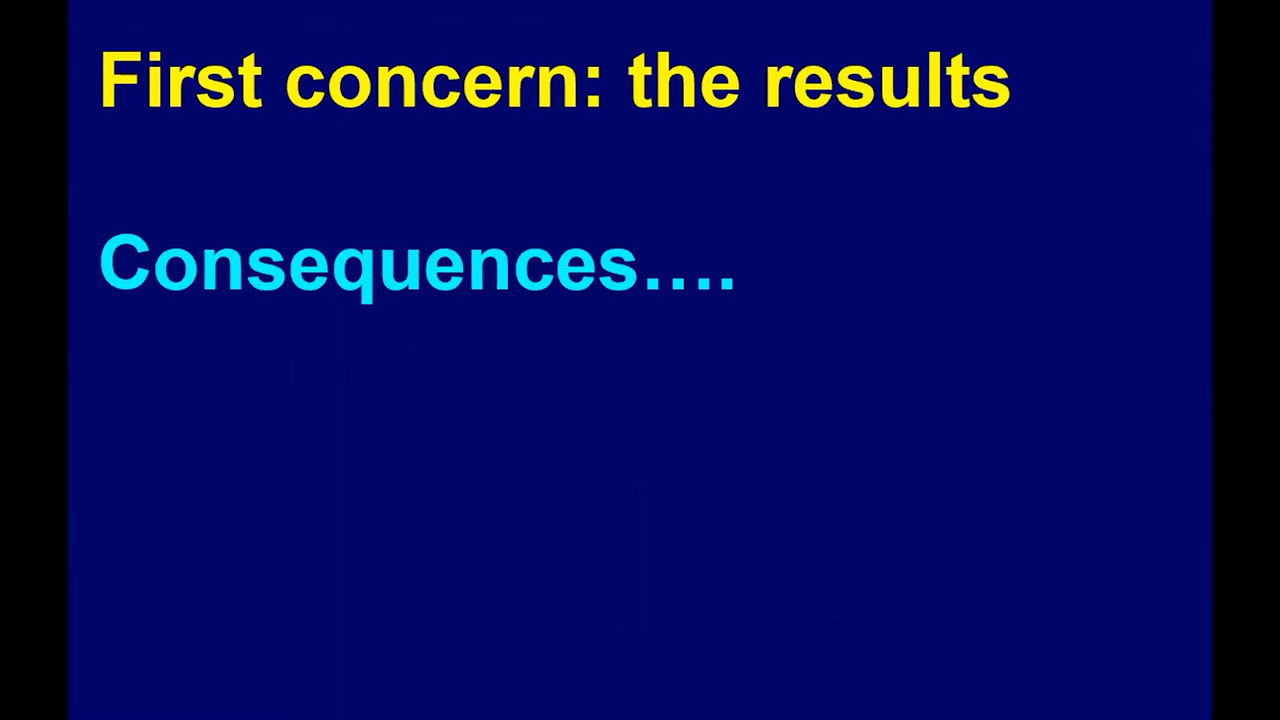 First concern: the results
Consequences….